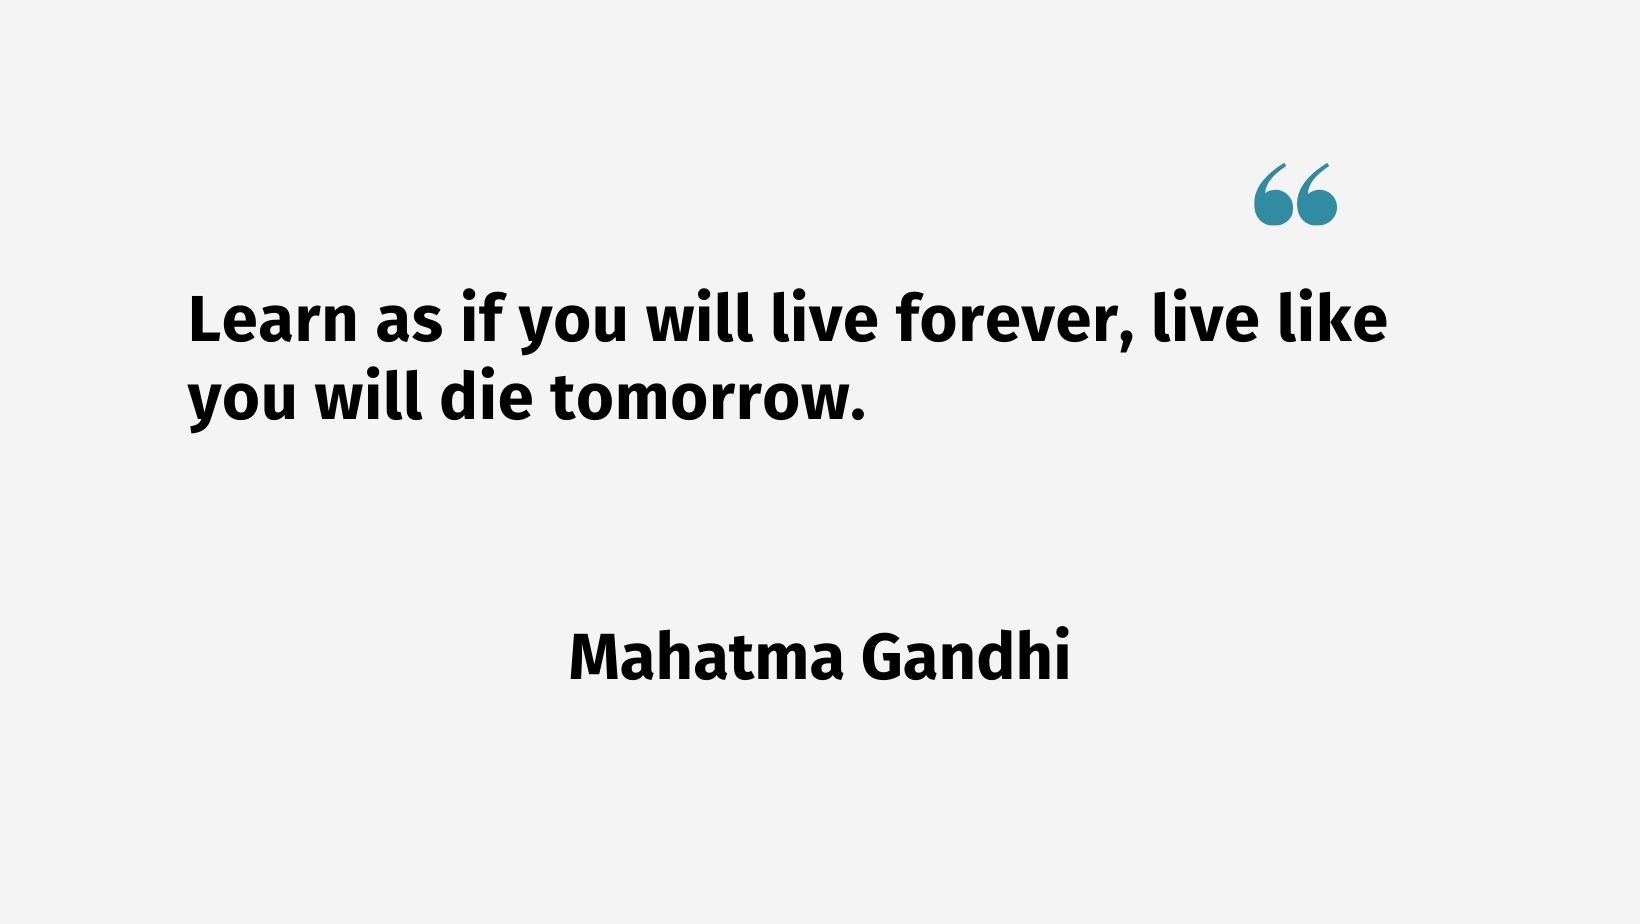 “
Learn as if you will live forever, live like
you will die tomorrow.
Mahatma Gandhi